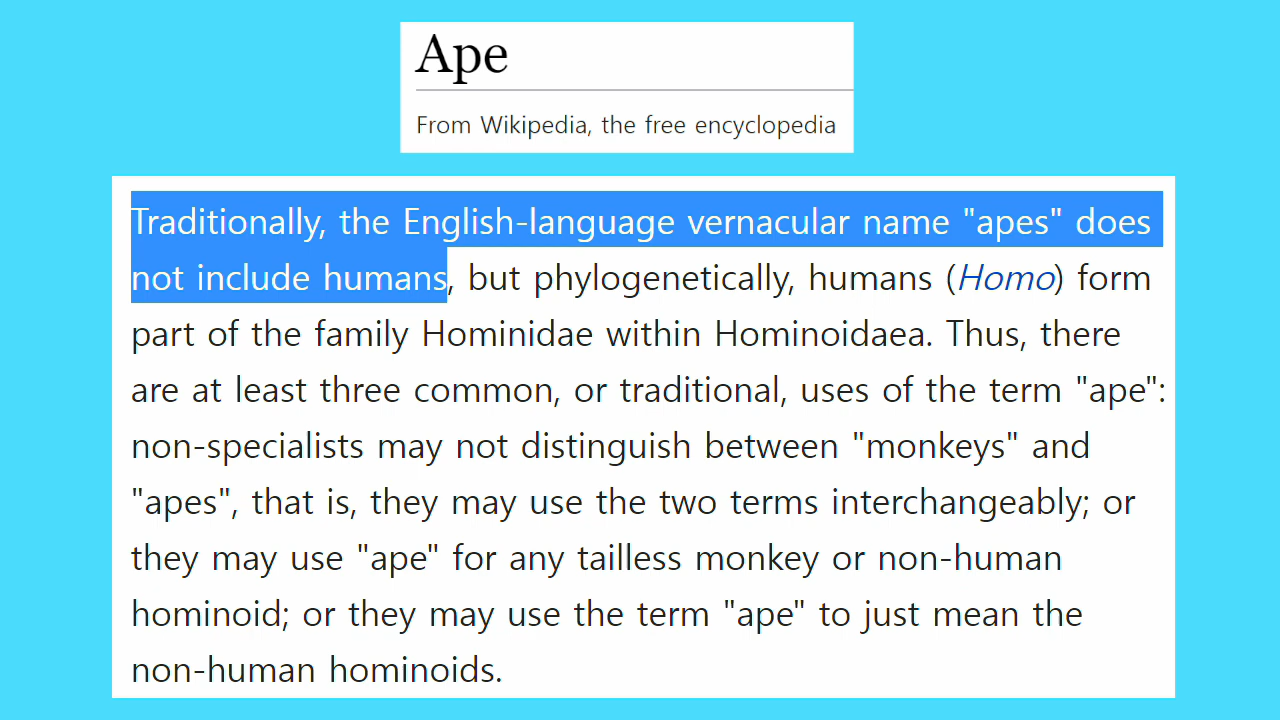 Ape
From Wikipedia, the free encyclopedia
Traditionally, the English-language vernacular name "apes" does
not include humans, but phylogenetically, humans (Homo) form
part of the family Hominidae within Hominoidaea. Thus, there
are at least three common, or traditional, uses of the term "ape":
non-specialists may not distinguish between "monkeys" and
"apes", that is, they may use the two terms interchangeably; or
they may use "ape" for any tailless monkey or non-human
hominoid; or they may use the term "ape" to just mean the
non-human hominoids.